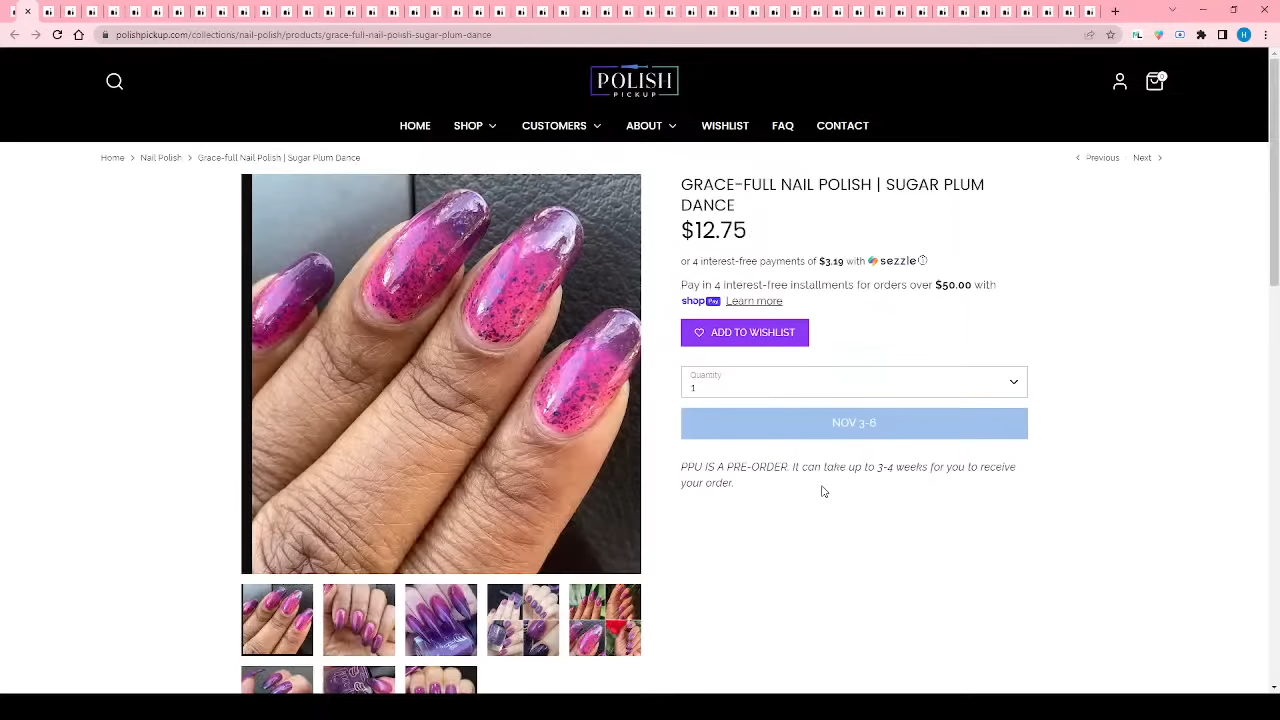 polishpickup.com/collections/nail-polish/products/grace-full-nail-polish-sugar-plum-dance
POLISH
PICKUP
0
HOME SHOP CUSTOMERS ABOUT WISHLIST FAQ CONTACT
Home > Nail Polish > Grace-full Nail Polish | Sugar Plum Dance
< Previous Next >
GRACE-FULL NAIL POLISH | SUGAR PLUM
DANCE
$12.75
or 4 interest-free payments of $3.19 with sezzle
Pay in 4 interest-free installments for orders over $50.00 with
shop Pay Learn more
ADD TO WISHLIST
Quantity
1
NOV 3-6
PPU IS A PRE-ORDER. It can take up to 3-4 weeks for you to receive
your order.